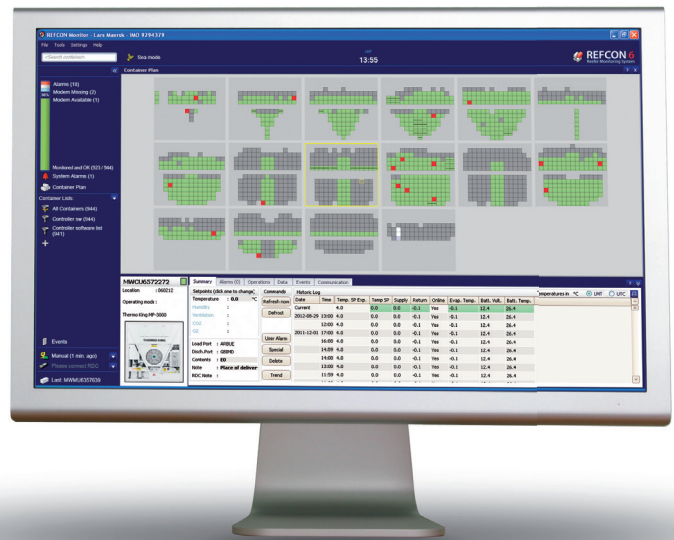 REFCON Monitor - Lars Maersk - IMO 9294379
File Tools Settings Help
<Search container>
Sea mode
UMT
13:55
REFCON 6
Reefer Monitoring System
Container Plan
Alarms (18)
Modem Missing (2)
Modem Available (1)
98%
Monitored and OK (923 / 944)
System Alarms (1)
Container Plan
Container Lists:
All Containers (944)
Controller sw (944)
Controller software list (941)
Events
Manual (1 min. ago)
Please connect RDC
Last: MWMU6357630
MWCU6572272
Location : 060212
Operating mode :
Thermo King MP-3000
Summary Alarms (0) Operations Data Events Communication
Setpoints (click one to change)
Temperature : 0.0 °C
Humidity :
Ventilation :
CO2 :
O2 :
Load Port : ARBUE
Disch.Port : GBIMD
Contents : E0
Note : Place of deliver
RDC Note :
Commands
Refresh now
Defrost
User Alarm
Special
Delete
Trend
Historic Log
Temperatures in °C UMT UTC
Date Time Temp. SP Exp. Temp SP Supply Return Online Evap. Temp. Batt. Volt. Batt. Temp.
Current 4.0 0.0 0.0 -0.1 Yes -0.1 12.4 26.4
2012-08-29 13:00 4.0 0.0 0.0 -0.1 Yes -0.1 12.4 26.4
12:00 4.0 0.0 0.0 -0.1 Yes -0.1 12.4 26.4
2011-12-01 17:00 4.0 0.0 0.0 -0.1 Yes -0.1 12.4 26.4
16:00 4.0 0.0 0.0 -0.1 Yes -0.1 12.4 26.4
14:59 4.0 0.0 0.0 -0.1 Yes -0.1 12.4 26.4
14:00 4.0 0.0 0.0 -0.1 Yes -0.1 12.4 26.4
13:00 4.0 0.0 0.0 -0.1 Yes -0.1 12.4 26.4
11:59 4.0 0.0 0.0 -0.1 Yes -0.1 12.4 26.4